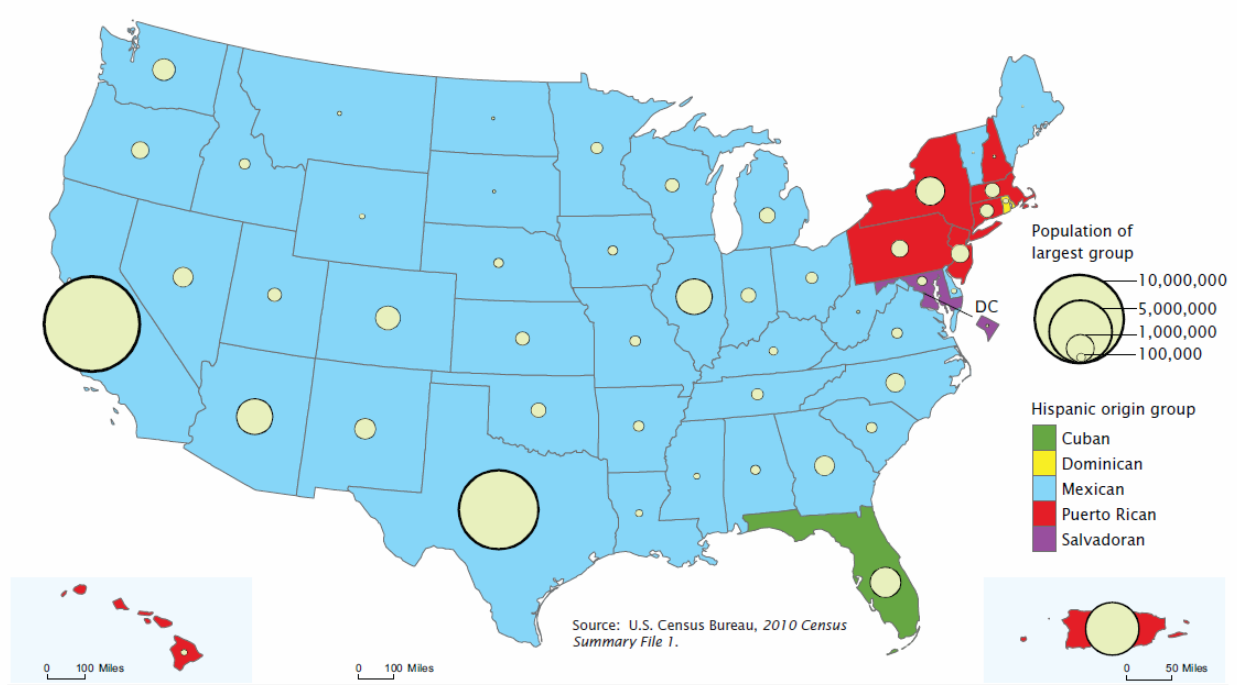 Population of
largest group
10,000,000
5,000,000
1,000,000
100,000
DC
Hispanic origin group
Cuban
Dominican
Mexican
Puerto Rican
Salvadoran
Source: U.S. Census Bureau, 2010 Census
Summary File 1.
0 100 Miles
0 100 Miles
0 50 Miles